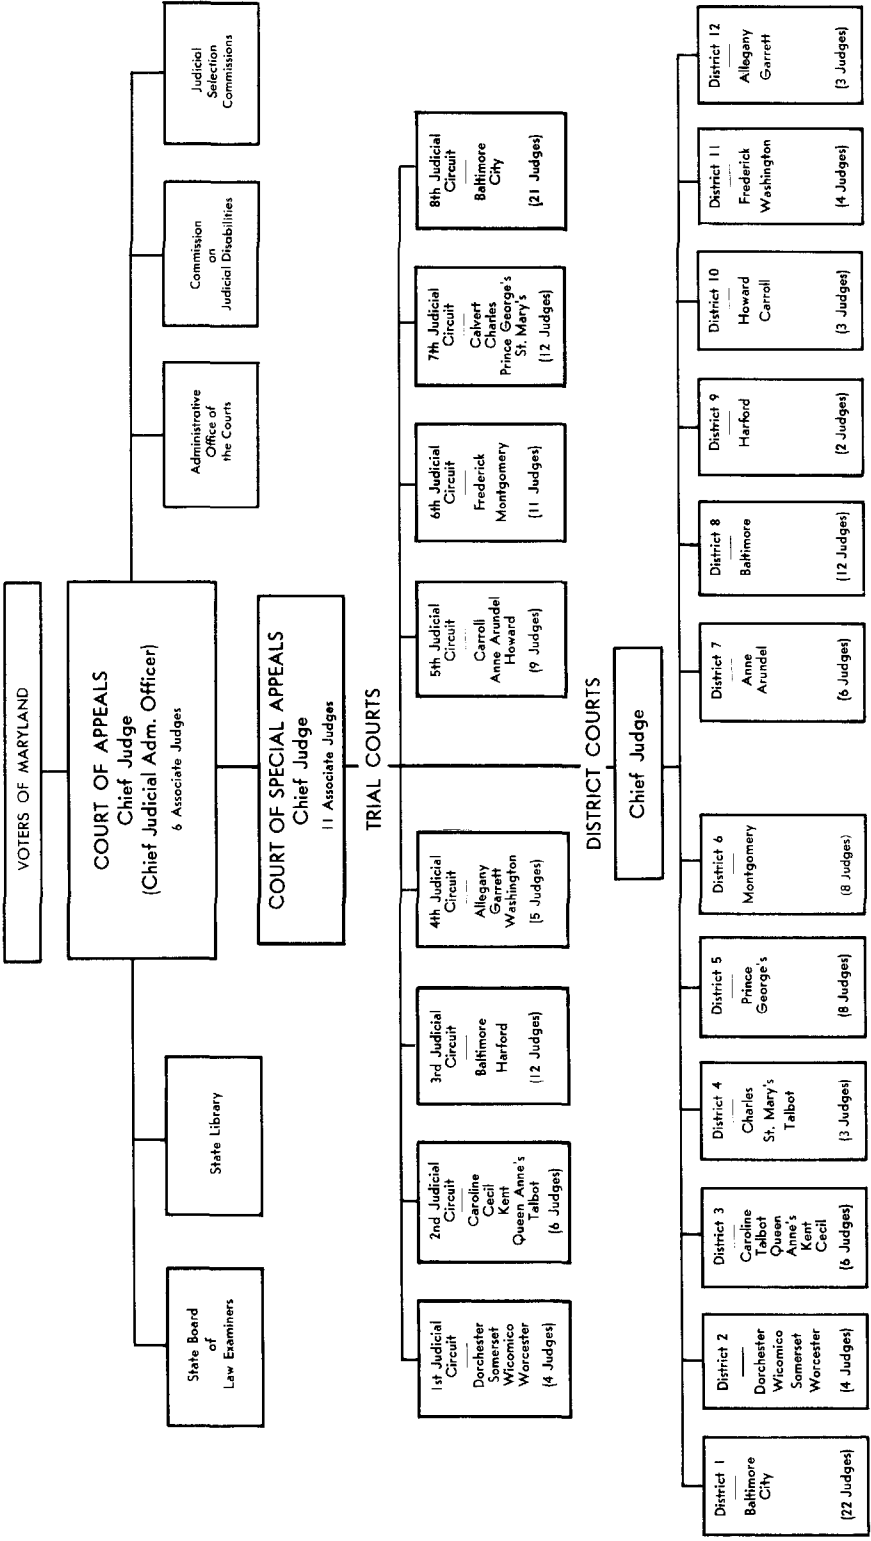 VOTERS OF MARYLAND
COURT OF APPEALS
Chief Judge
(Chief Judicial Adm. Officer)
6 Associate Judges
State Board
of
Law Examiners
State Library
Administrative
Office of
the Courts
Commission
on
Judicial Disabilities
Judicial
Selection
Commissions
COURT OF SPECIAL APPEALS
Chief Judge
11 Associate Judges
TRIAL COURTS
1st Judicial
Circuit
Dorchester
Somerset
Wicomico
Worcester
(4 Judges)
2nd Judicial
Circuit
Caroline
Cecil
Kent
Queen Anne's
Talbot
(6 Judges)
3rd Judicial
Circuit
Baltimore
Harford
(12 Judges)
4th Judicial
Circuit
Allegany
Garrett
Washington
(5 Judges)
5th Judicial
Circuit
Carroll
Anne Arundel
Howard
(9 Judges)
6th Judicial
Circuit
Frederick
Montgomery
(11 Judges)
7th Judicial
Circuit
Calvert
Charles
Prince George's
St. Mary's
(12 Judges)
8th Judicial
Circuit
Baltimore
City
(21 Judges)
DISTRICT COURTS
Chief Judge
District 1
Baltimore
City
(22 Judges)
District 2
Dorchester
Wicomico
Somerset
Worcester
(4 Judges)
District 3
Caroline
Talbot
Queen
Anne's
Kent
Cecil
(6 Judges)
District 4
Charles
St. Mary's
Talbot
(3 Judges)
District 5
Prince
George's
(8 Judges)
District 6
Montgomery
(8 Judges)
District 7
Anne
Arundel
(6 Judges)
District 8
Baltimore
(12 Judges)
District 9
Harford
(2 Judges)
District 10
Howard
Carroll
(3 Judges)
District 11
Frederick
Washington
(4 Judges)
District 12
Allegany
Garrett
(3 Judges)